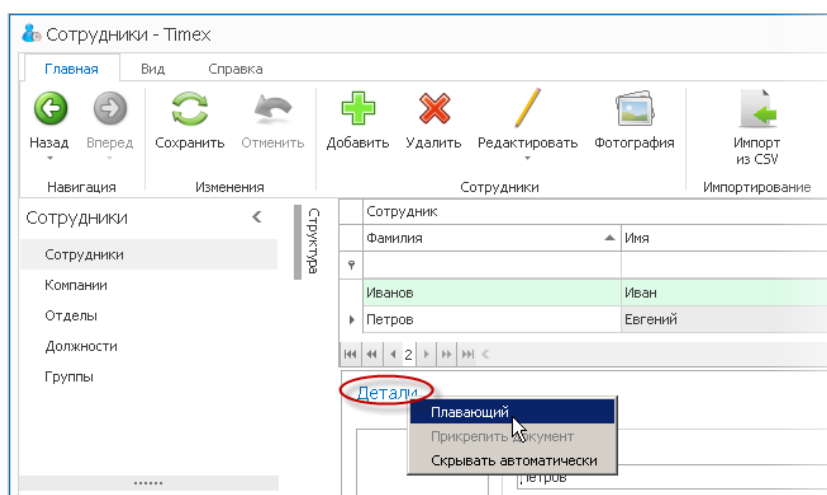 Сотрудники - Timex
Главная Вид Справка
Назад Вперед Сохранить Отменить Добавить Удалить Редактировать Фотография Импорт из CSV
Навигация Изменения Сотрудники Импортирование
Сотрудники
Сотрудники
Компании
Отделы
Должности
Группы
Структура
Сотрудник
Фамилия Имя
Иванов Иван
Петров Евгений
2
Детали
Плавающий
Прикрепить документ
Скрывать автоматически
Петров